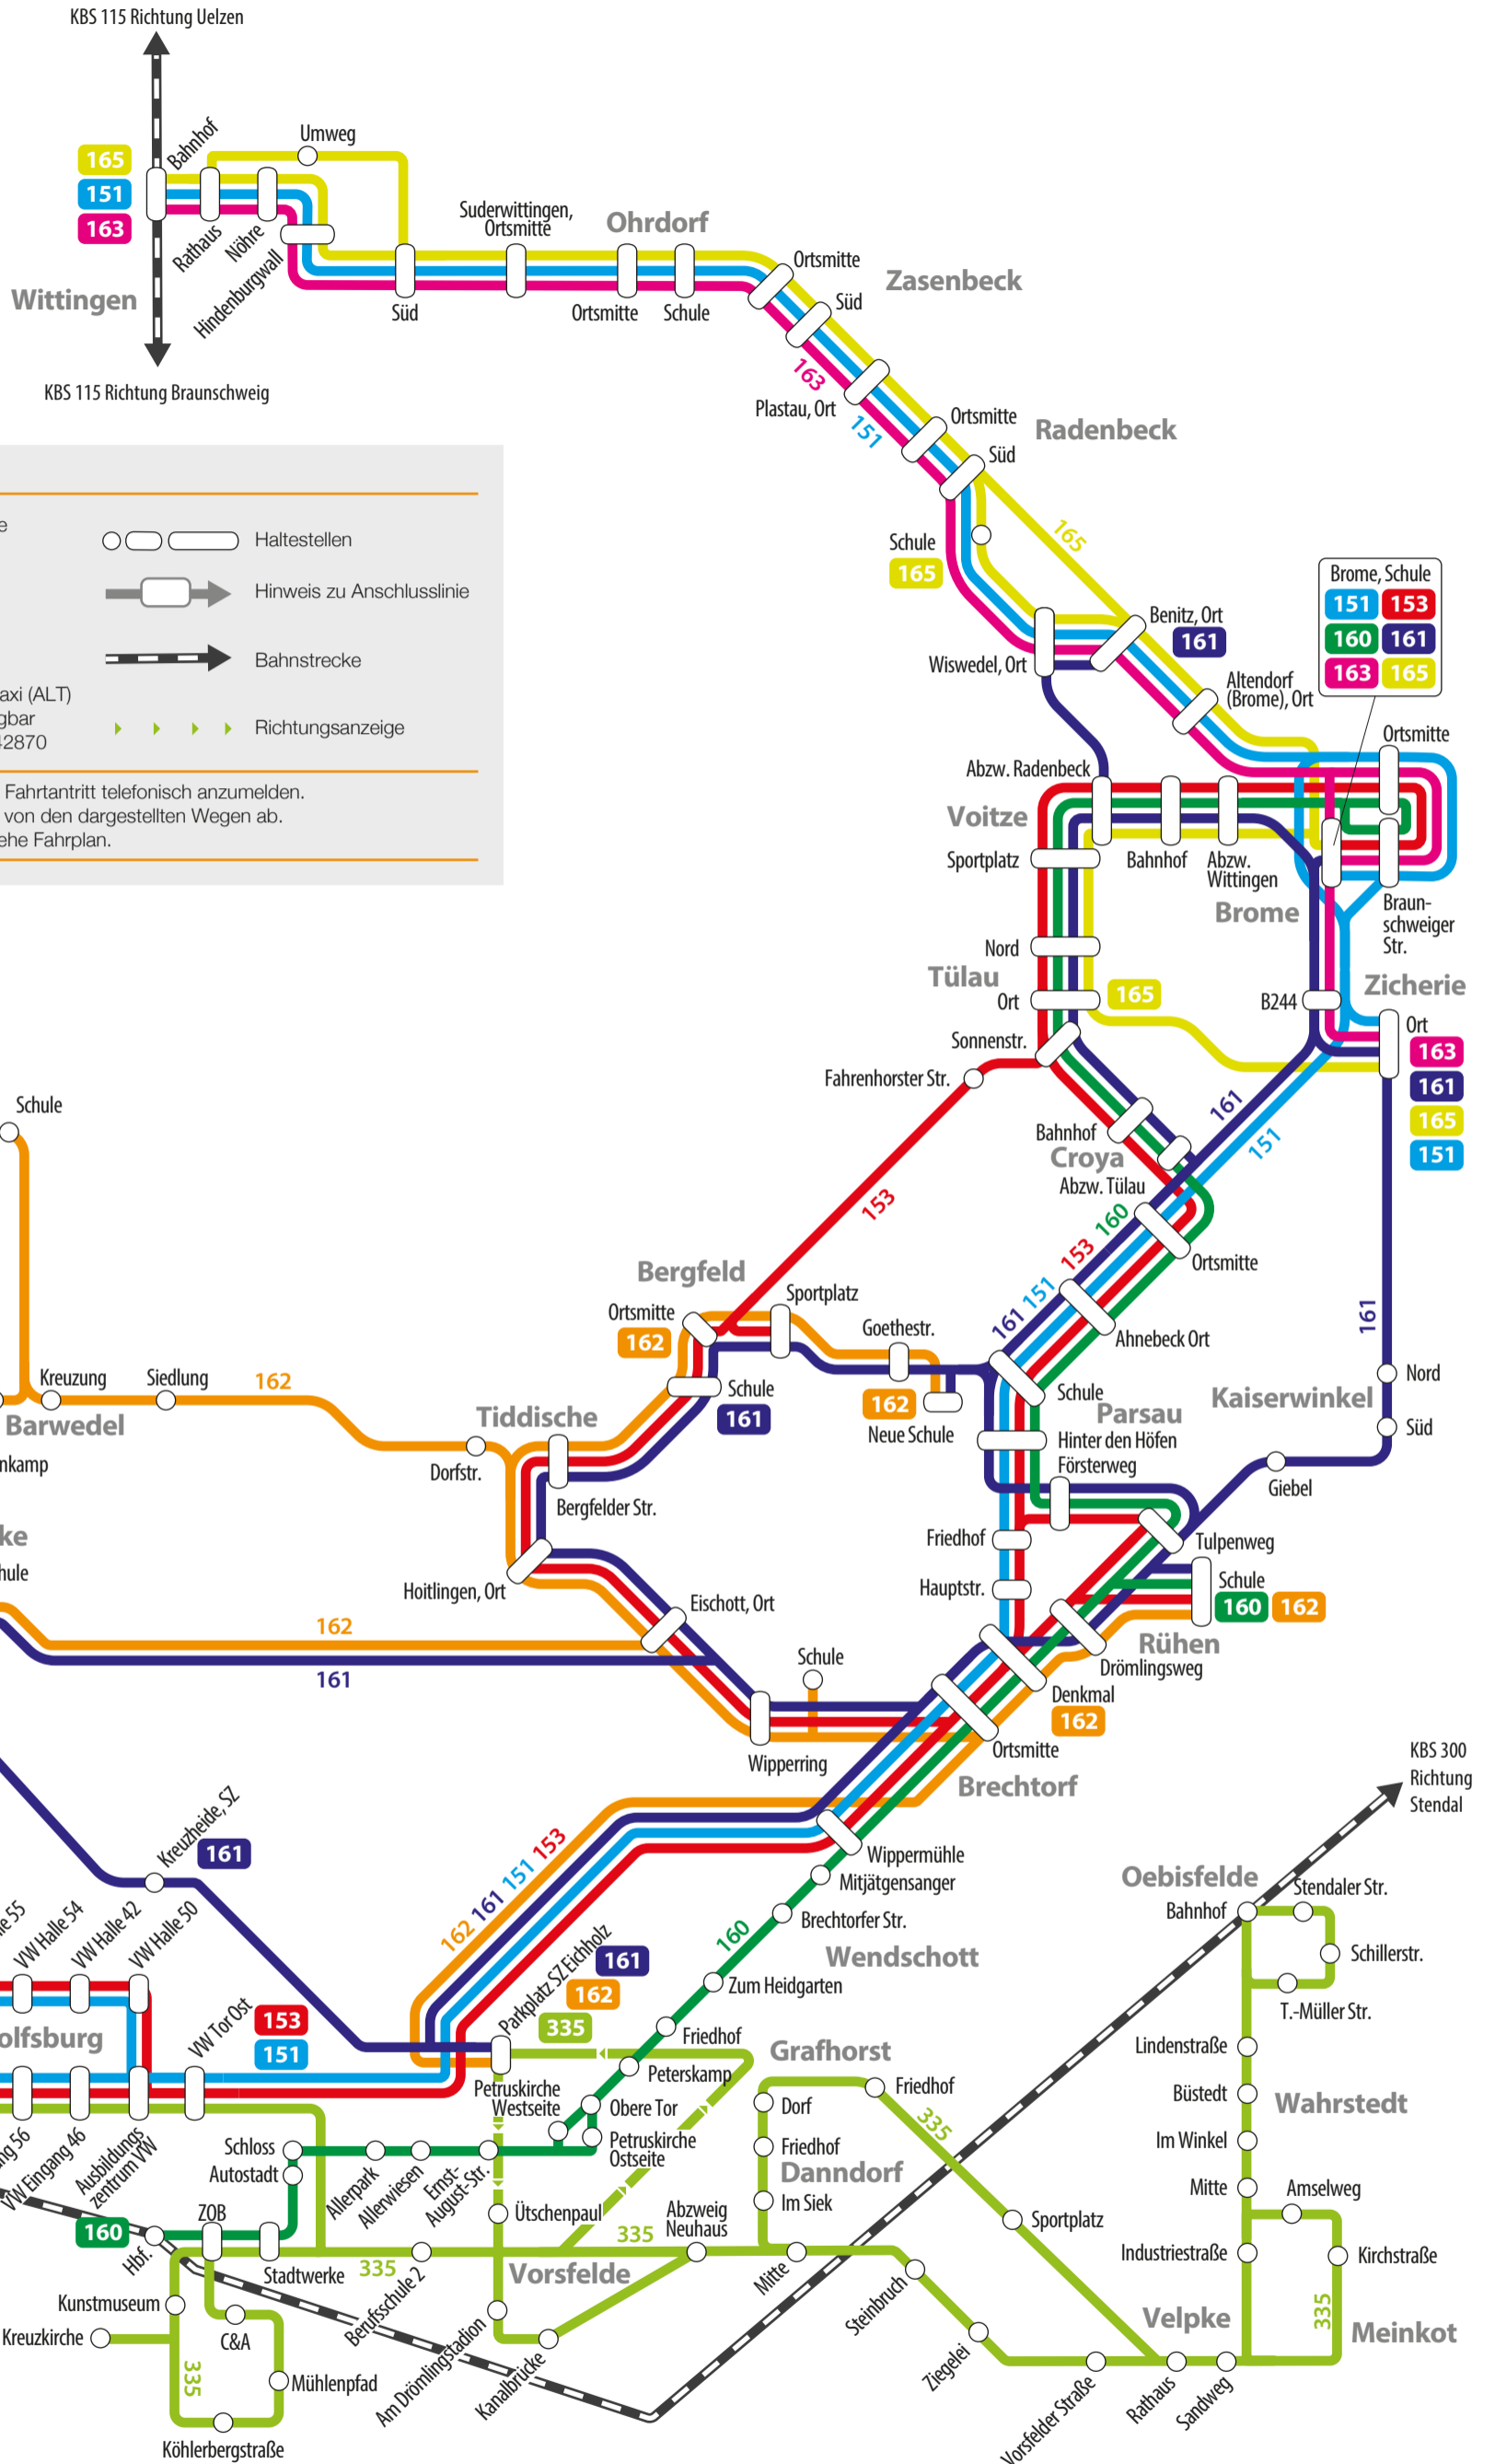 KBS 115 Richtung Uelzen
165
151
163
Bahnhof
Umweg
Rathaus
Nöhre
Hindenburgwall
Wittingen
KBS 115 Richtung Braunschweig
Süd
Suderwittingen,
Ortsmitte
Ohrdorf
Ortsmitte
Schule
Ortsmitte
Zasenbeck
Süd
163
Plastau, Ort
151
Ortsmitte
Radenbeck
Süd
165
Schule
165
Haltestellen
Hinweis zu Anschlusslinie
Bahnstrecke
axi (ALT)
gbar
42870
Richtungsanzeige
Fahrtantritt telefonisch anzumelden.
von den dargestellten Wegen ab.
ehe Fahrplan.
Brome, Schule
151 153
160 161
163 165
Benitz, Ort
161
Wiswedel, Ort
Altendorf
(Brome), Ort
Ortsmitte
Abzw. Radenbeck
Voitze
Sportplatz
Bahnhof
Abzw.
Wittingen
Brome
Braun-
schweiger
Str.
Nord
Tülau
Ort
165
B244
Zicherie
Ort
163
161
165
151
Sonnenstr.
Fahrenhorster Str.
Bahnhof
Croya
Abzw. Tülau
161
151
Schule
153
160
153
151
161
Ortsmitte
Ahnebeck Ort
161
Bergfeld
Ortsmitte
162
Sportplatz
Goethestr.
162
Neue Schule
Schule
161
Schule
Parsau
Hinter den Höfen
Försterweg
Kaiserwinkel
Nord
Süd
Giebel
Kreuzung
Siedlung
162
Barwedel
nkamp
Tiddische
Dorfstr.
Bergfelder Str.
ke
hule
Hoitlingen, Ort
Friedhof
Hauptstr.
Tulpenweg
Schule
160 162
Rühen
Drömlingsweg
Denkmal
162
Eischott, Ort
162
161
Schule
Wipperring
Ortsmitte
Brechtorf
KBS 300
Richtung
Stendal
Kreuzheide, SZ
161
162 161 151 153
Wippermühle
Mitjätgensanger
Brechtorfer Str.
160
Wendschott
Zum Heidgarten
Friedhof
Peterskamp
le 55
VW Halle 54
VW Halle 42
VW Halle 50
olfsburg
VW Tor Ost
153
151
Parkplatz SZ Eichholz
161
162
335
Petruskirche
Westseite
Obere Tor
Petruskirche
Ostseite
ng 56
VW Eingang 46
Ausbildungs-
zentrum VW
Schloss
Autostadt
Allerpark
Allerwiesen
Ernst-
August-Str.
Ütschenpaul
160
Hbf.
ZOB
Stadtwerke
335
Berufsschule 2
Vorsfelde
335
Abzweig
Neuhaus
Kunstmuseum
Kreuzkirche
C&A
335
Mühlenpfad
Köhlerbergstraße
Am Drömlingstadion
Kanalbrücke
Grafhorst
Friedhof
335
Dorf
Friedhof
Danndorf
Im Siek
Mitte
Sportplatz
Steinbruch
Ziegelei
Vorsfelder Straße
Rathaus
Sandweg
Velpke
Oebisfelde
Bahnhof
Stendaler Str.
Schillerstr.
T.-Müller Str.
Lindenstraße
Büstedt
Wahrstedt
Im Winkel
Mitte
Amselweg
Industriestraße
Kirchstraße
335
Meinkot